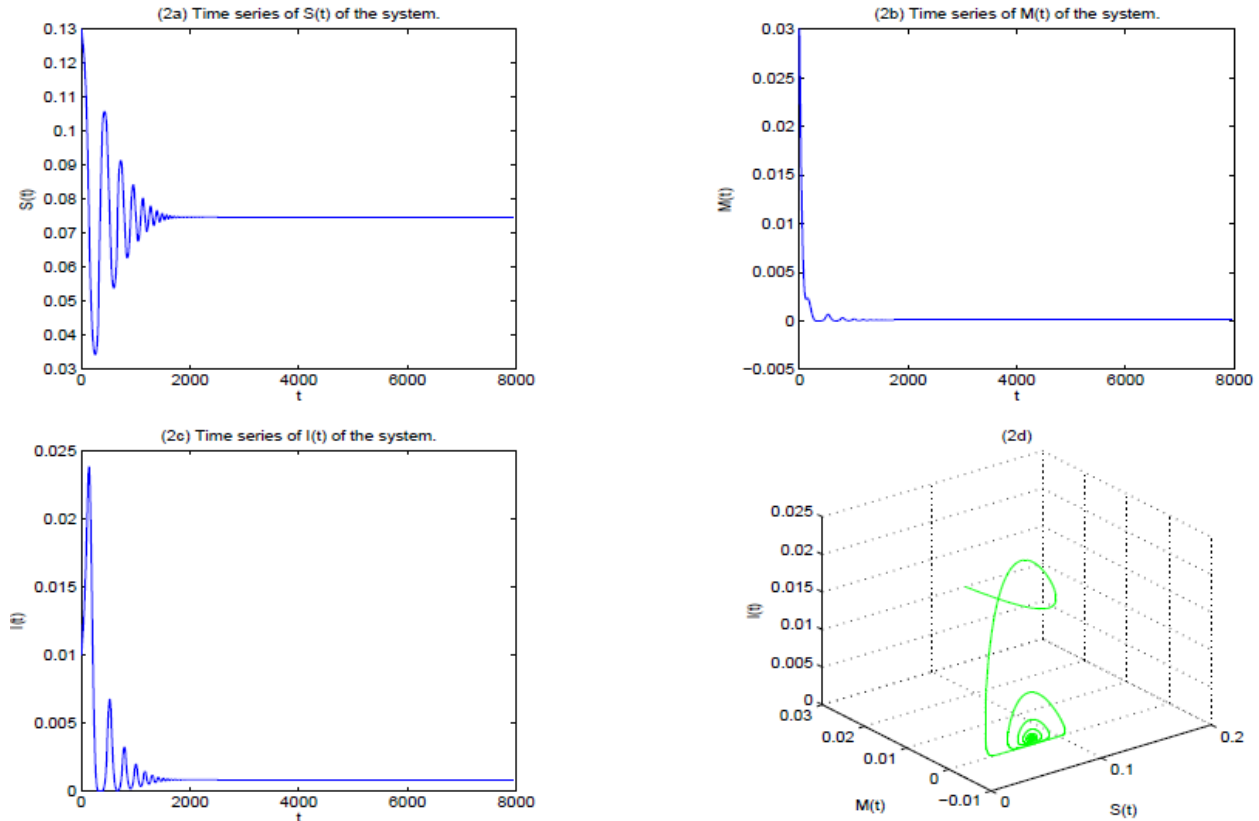 (2a) Time series of S(t) of the system.
0.13
0.12
0.11
0.1
0.09
0.08
0.07
0.06
0.05
0.04
0.03
S(t)
0 2000 4000 6000 8000
t
(2b) Time series of M(t) of the system.
0.03
0.025
0.02
0.015
0.01
0.005
0
−0.005
M(t)
0 2000 4000 6000 8000
t
(2c) Time series of I(t) of the system.
0.025
0.02
0.015
0.01
0.005
0
I(t)
0 2000 4000 6000 8000
t
(2d)
0.025
0.02
0.015
0.01
0.005
0
I(t)
0.03
0.02
0.01
0
−0.01
M(t)
0
0.1
0.2
S(t)